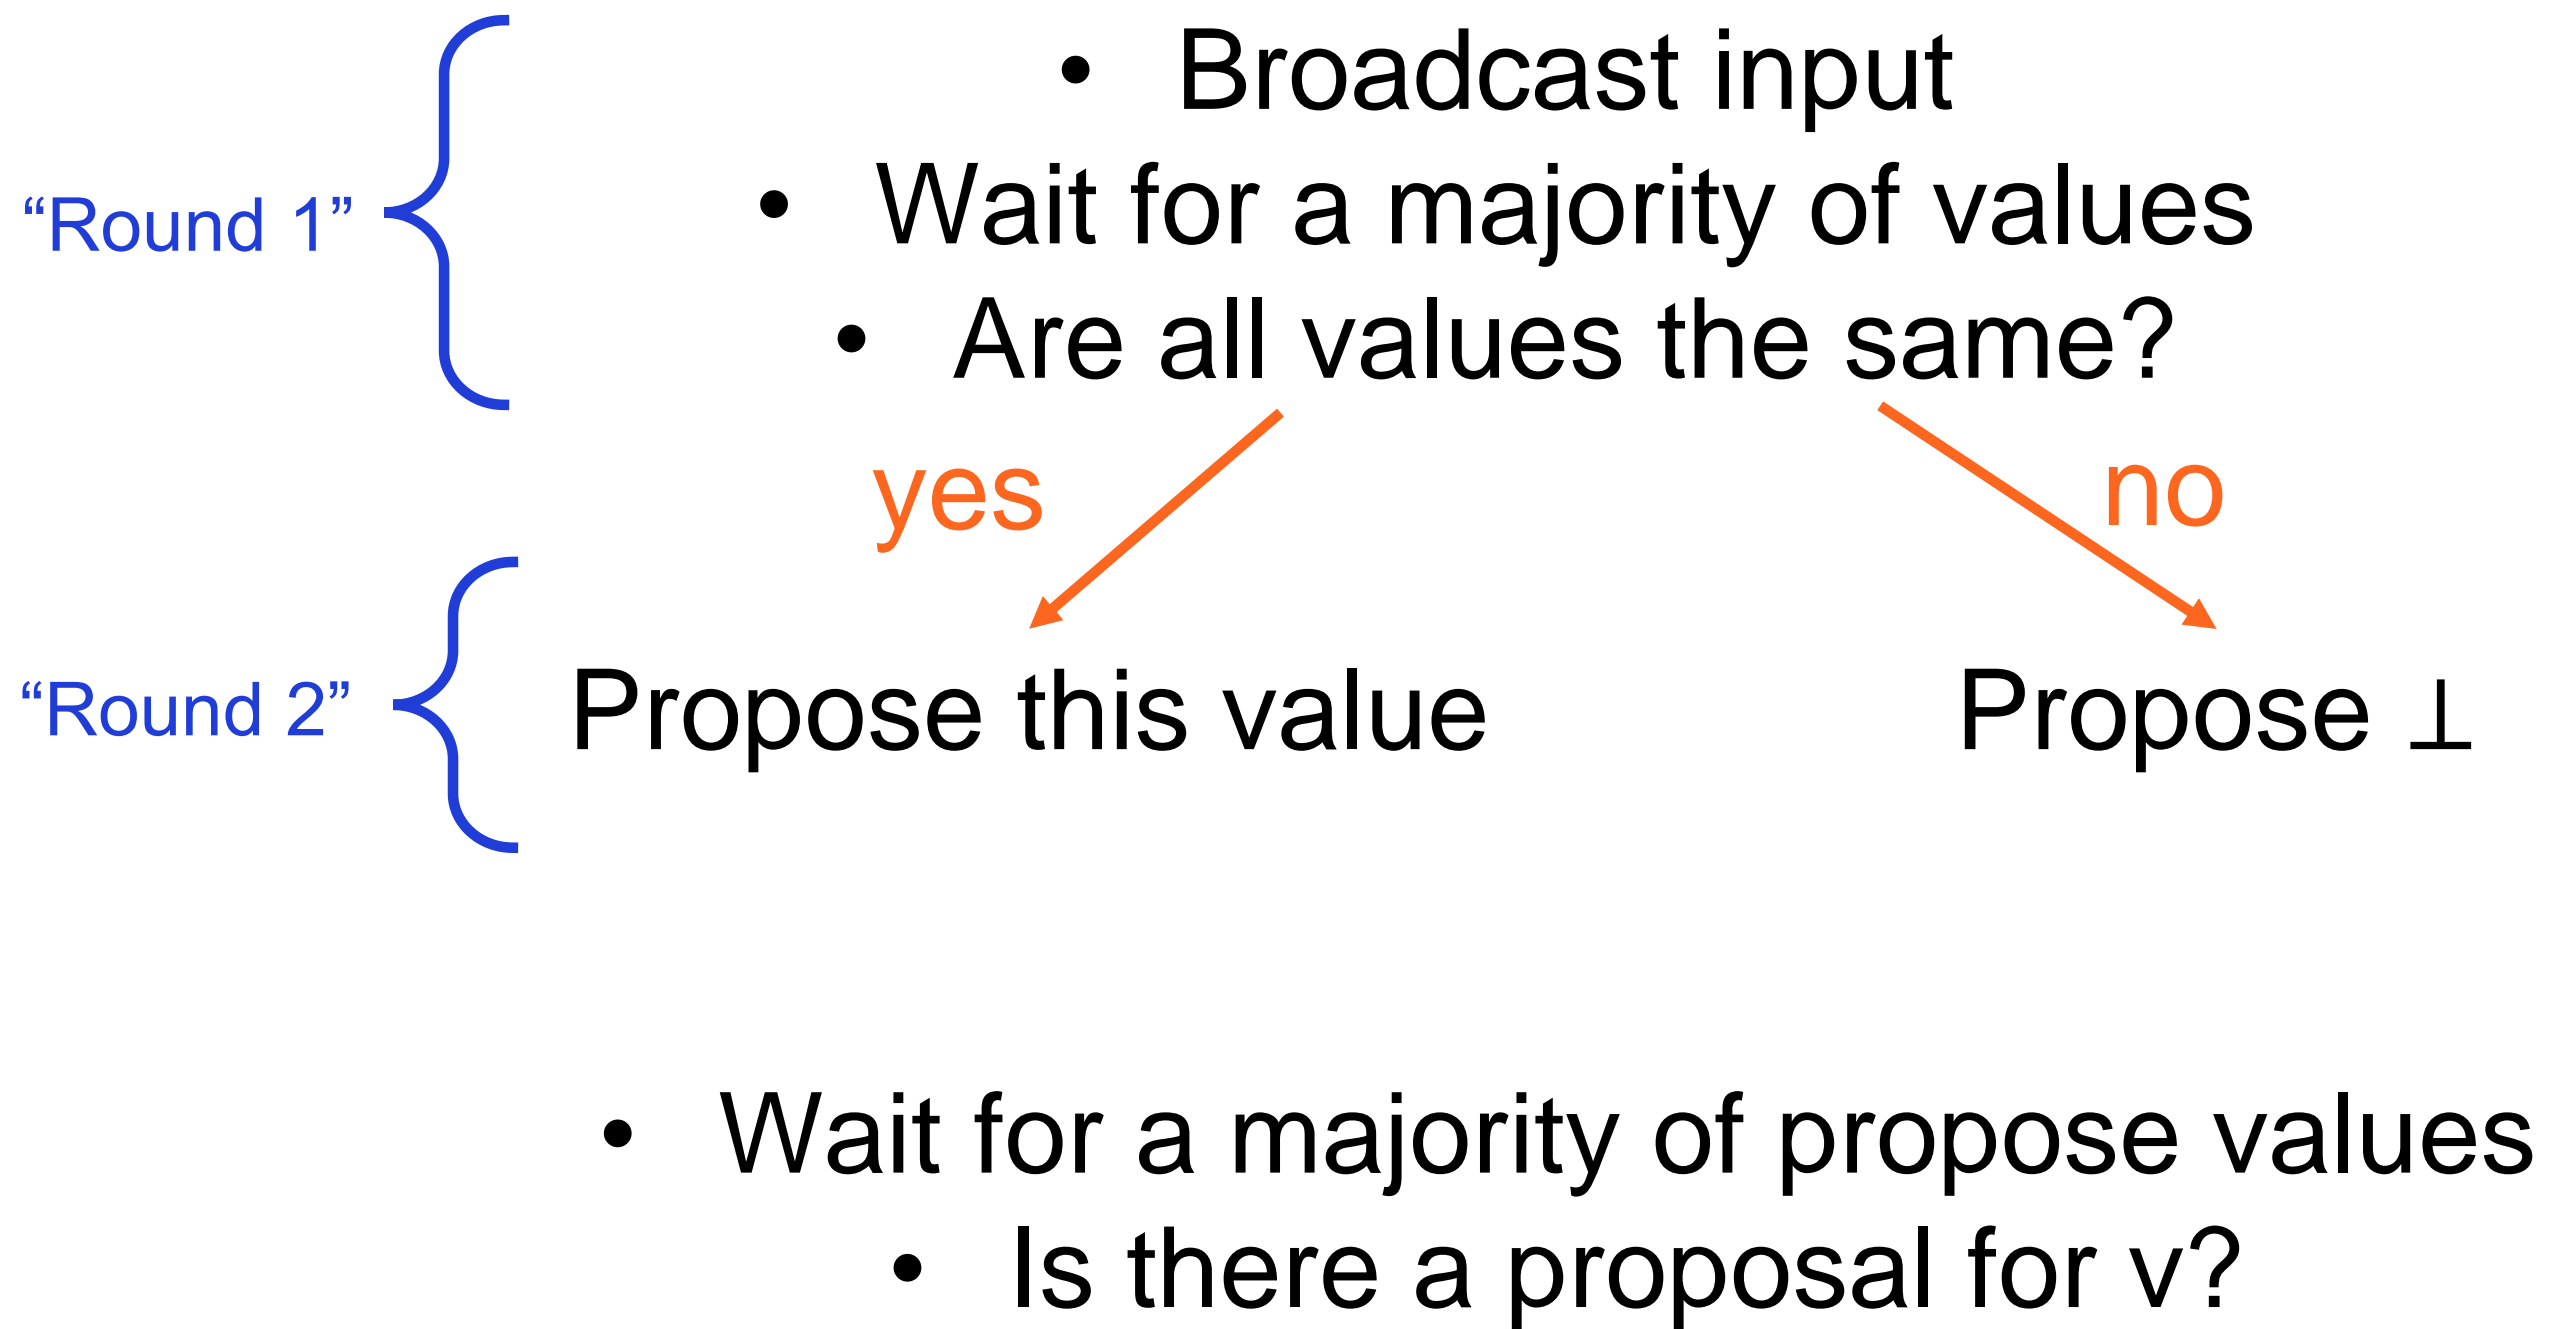 • Broadcast input
• Wait for a majority of values
“Round 1”
• Are all values the same?
yes
no
“Round 2”
Propose this value
Propose ⊥
• Wait for a majority of propose values
• Is there a proposal for v?